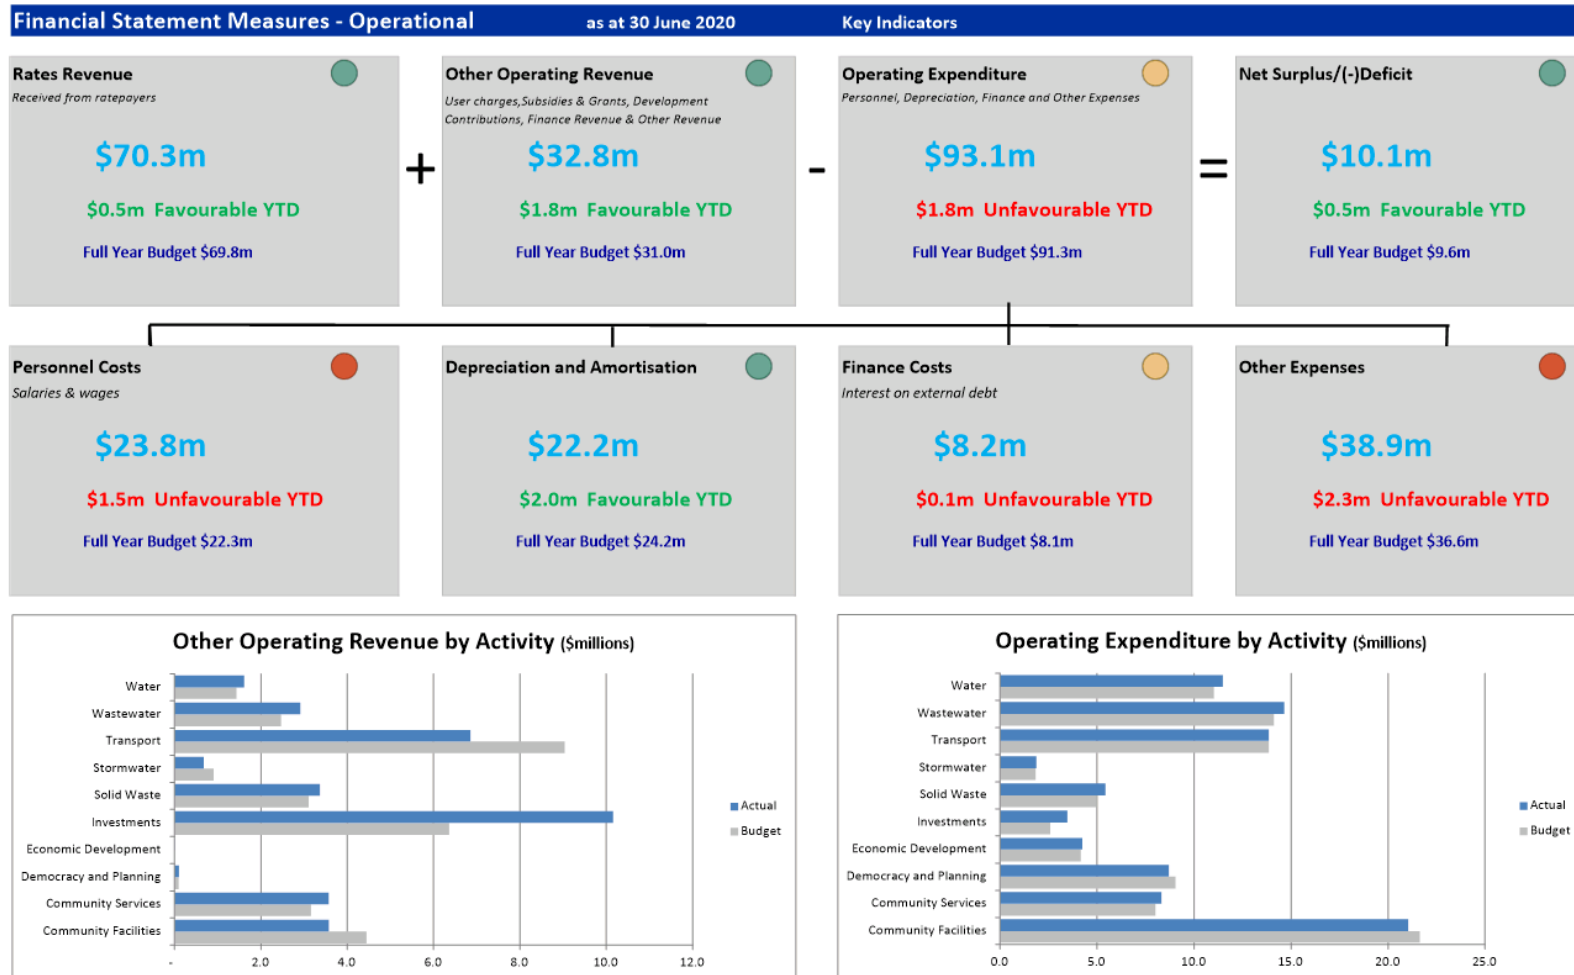 Financial Statement Measures - Operational as at 30 June 2020 Key Indicators
Rates Revenue
Received from ratepayers
$70.3m
$0.5m Favourable YTD
Full Year Budget $69.8m
+
Other Operating Revenue
User charges,Subsidies & Grants, Development
Contributions, Finance Revenue & Other Revenue
$32.8m
$1.8m Favourable YTD
Full Year Budget $31.0m
-
Operating Expenditure
Personnel, Depreciation, Finance and Other Expenses
$93.1m
$1.8m Unfavourable YTD
Full Year Budget $91.3m
=
Net Surplus/(-)Deficit
$10.1m
$0.5m Favourable YTD
Full Year Budget $9.6m
Personnel Costs
Salaries & wages
$23.8m
$1.5m Unfavourable YTD
Full Year Budget $22.3m
Depreciation and Amortisation
$22.2m
$2.0m Favourable YTD
Full Year Budget $24.2m
Finance Costs
Interest on external debt
$8.2m
$0.1m Unfavourable YTD
Full Year Budget $8.1m
Other Expenses
$38.9m
$2.3m Unfavourable YTD
Full Year Budget $36.6m
Other Operating Revenue by Activity ($millions)
Water
Wastewater
Transport
Stormwater
Solid Waste
Investments
Economic Development
Democracy and Planning
Community Services
Community Facilities
- 2.0 4.0 6.0 8.0 10.0 12.0
Actual
Budget
Operating Expenditure by Activity ($millions)
Water
Wastewater
Transport
Stormwater
Solid Waste
Investments
Economic Development
Democracy and Planning
Community Services
Community Facilities
0.0 5.0 10.0 15.0 20.0 25.0
Actual
Budget